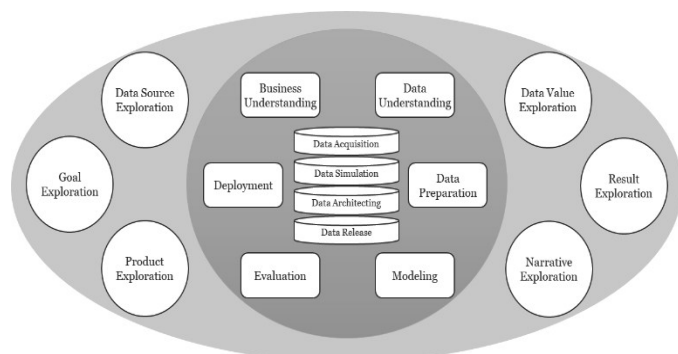 Data Source
Exploration
Goal
Exploration
Product
Exploration
Business
Understanding
Data
Understanding
Data Acquisition
Data Simulation
Data Architecting
Data Release
Deployment
Data
Preparation
Evaluation
Modeling
Data Value
Exploration
Result
Exploration
Narrative
Exploration